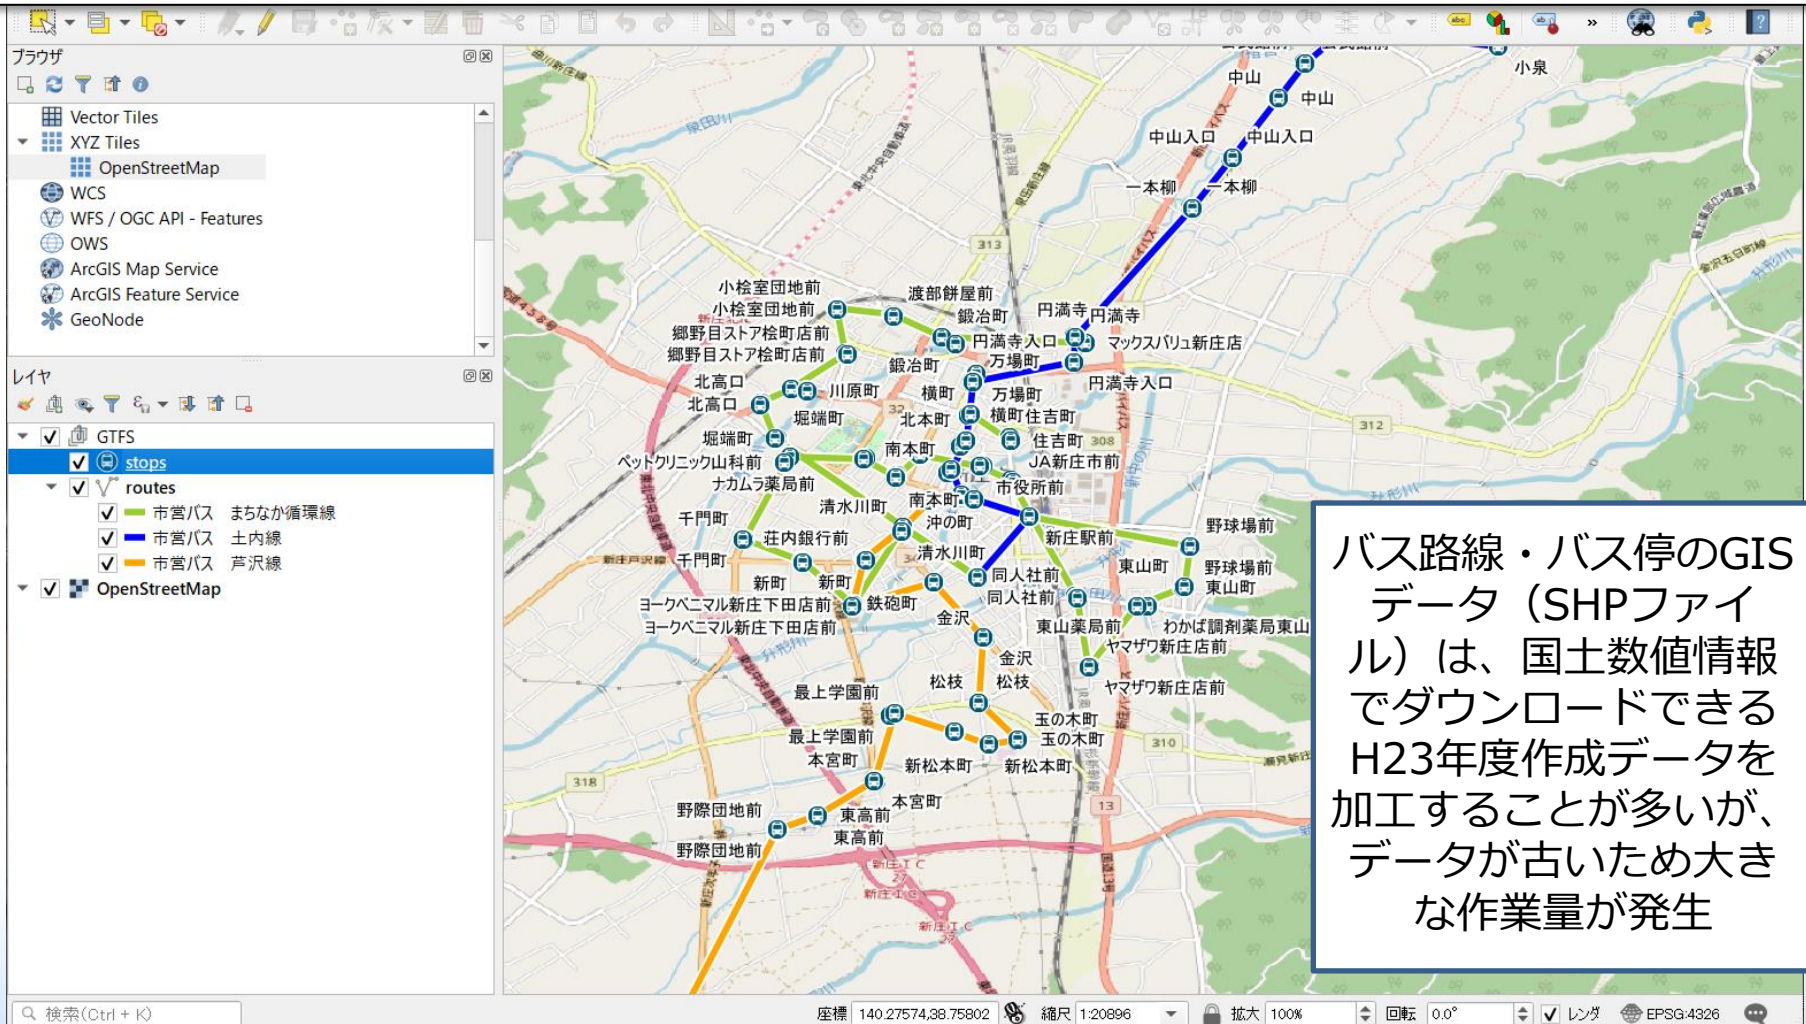 ブラウザ
Vector Tiles
XYZ Tiles
OpenStreetMap
WCS
WFS / OGC API - Features
OWS
ArcGIS Map Service
ArcGIS Feature Service
GeoNode
レイヤ
GTFS
stops
routes
市営バス まちなか循環線
市営バス 土内線
市営バス 芦沢線
OpenStreetMap
小泉
中山
中山
中山入口
中山入口
一本柳
一本柳
313
312
小桧室団地前
小桧室団地前
渡部餅屋前
鍛冶町
円満寺
円満寺
郷野目ストア桧町店前
郷野目ストア桧町店前
円満寺入口
マックスバリュ新庄店
鍛冶町
万場町
円満寺入口
北高口
北高口
川原町
横町
万場町
32
堀端町
北本町
横町
住吉町
堀端町
南本町
住吉町
308
ペットクリニック山科前
JA新庄市前
ナカムラ薬局前
市役所前
清水川町
南本町
千門町
沖の町
荘内銀行前
新庄駅前
野球場前
千門町
清水川町
東山町
野球場前
新町
新町
同人社前
東山町
ヨークベニマル新庄下田店前
鉄砲町
同人社前
ヨークベニマル新庄下田店前
金沢
東山薬局前
わかば調剤薬局東山
ヤマザワ新庄店前
金沢
最上学園前
松枝
松枝
ヤマザワ新庄店前
玉の木町
最上学園前
玉の木町
310
本宮町
新松本町
新松本町
318
野際団地前
本宮町
13
東高前
東高前
野際団地前
新庄IC
27
新庄IC
新庄IC
27
バス路線・バス停のGIS
データ（SHPファイ
ル）は、国土数値情報
でダウンロードできる
H23年度作成データを
加工することが多いが、
データが古いため大き
な作業量が発生
検索(Ctrl + K)
座標 140.27574,38.75802 縮尺 1:20896 拡大 100% 回転 0.0° レンダ EPSG:4326